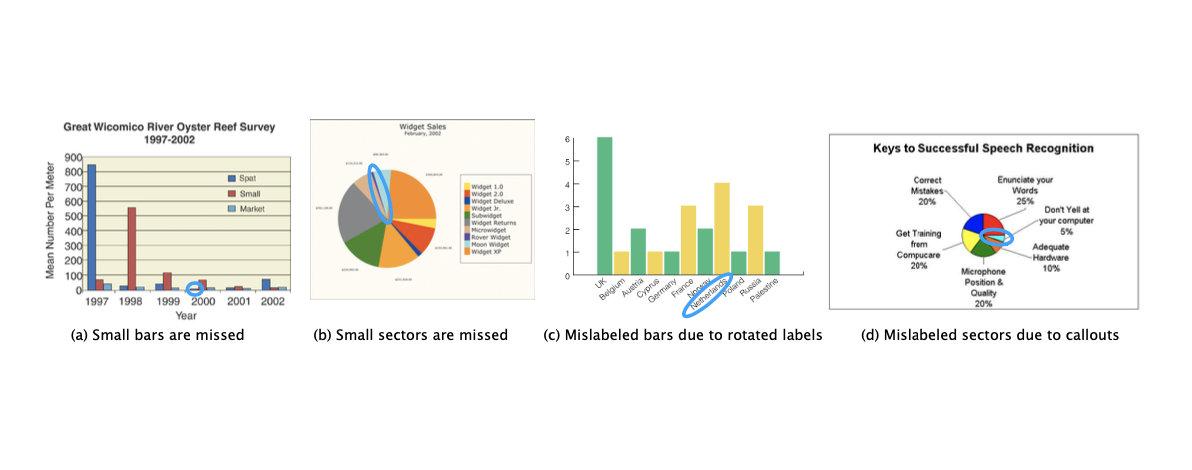 Great Wicomico River Oyster Reef Survey
1997-2002
Mean Number Per Meter
900
800
700
600
500
400
300
200
100
0
Spat
Small
Market
1997 1998 1999 2000 2001 2002
Year
(a) Small bars are missed
Widget Sales
February, 2002
Widget 1.0
Widget 2.0
Widget Deluxe
Widget Jr.
Subwidget
Widget Returns
Microwidget
Rover Widget
Moon Widget
Widget XP
(b) Small sectors are missed
6
5
4
3
2
1
0
UK
Belgium
Austria
Cyprus
Germany
France
Norway
Netherlands
Poland
Russia
Palestine
(c) Mislabeled bars due to rotated labels
Keys to Successful Speech Recognition
Correct
Mistakes
20%
Enunciate your
Words
25%
Don't Yell at
your computer
5%
Adequate
Hardware
10%
Microphone
Position &
Quality
20%
Get Training
from
Compucare
20%
(d) Mislabeled sectors due to callouts